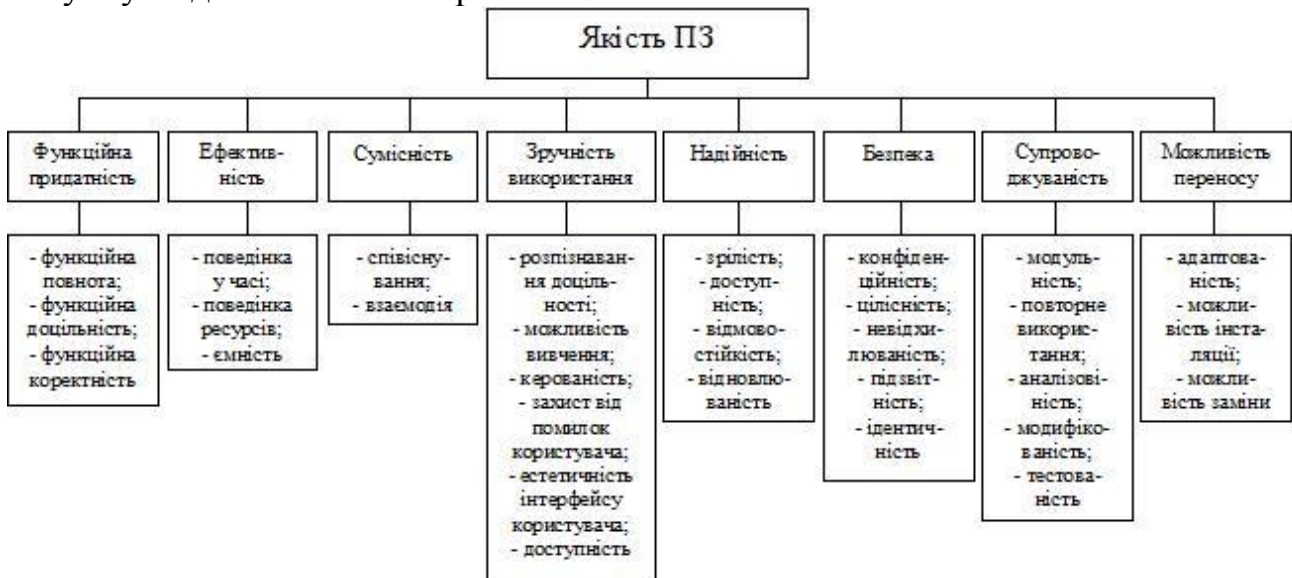 Якість ПЗ
Функційна
придатність
Ефектив-
ність
Сумісність
Зручність
використання
Надійність
Безпека
Супрово-
джуваність
Можливість
переносу
- функційна
повнота;
- функційна
доцільність;
- функційна
коректність
- поведінка
у часі;
- поведінка
ресурсів;
- ємність
- співісну-
вання;
- взаємодія
- розпізнаван-
ня доціль-
ності;
- можливість
вивчення;
- керованість;
- захист від
помилок
користувача;
- естетичність
інтерфейсу
користувача;
- доступність
- зрілість;
- доступ-
ність;
- відмово-
стійкість;
- відновлю-
ваність
- конфіден-
ційність;
- цілісність;
- невідхи-
люваність;
- підзвіт-
ність;
- ідентич-
ність
- модуль-
ність;
- повторне
викорис-
тання;
- аналізові-
ність;
- модифіко-
ваність;
- тестова-
ність
- адаптова-
ність;
- можли-
вість інста-
ляції;
- можли-
вість заміни